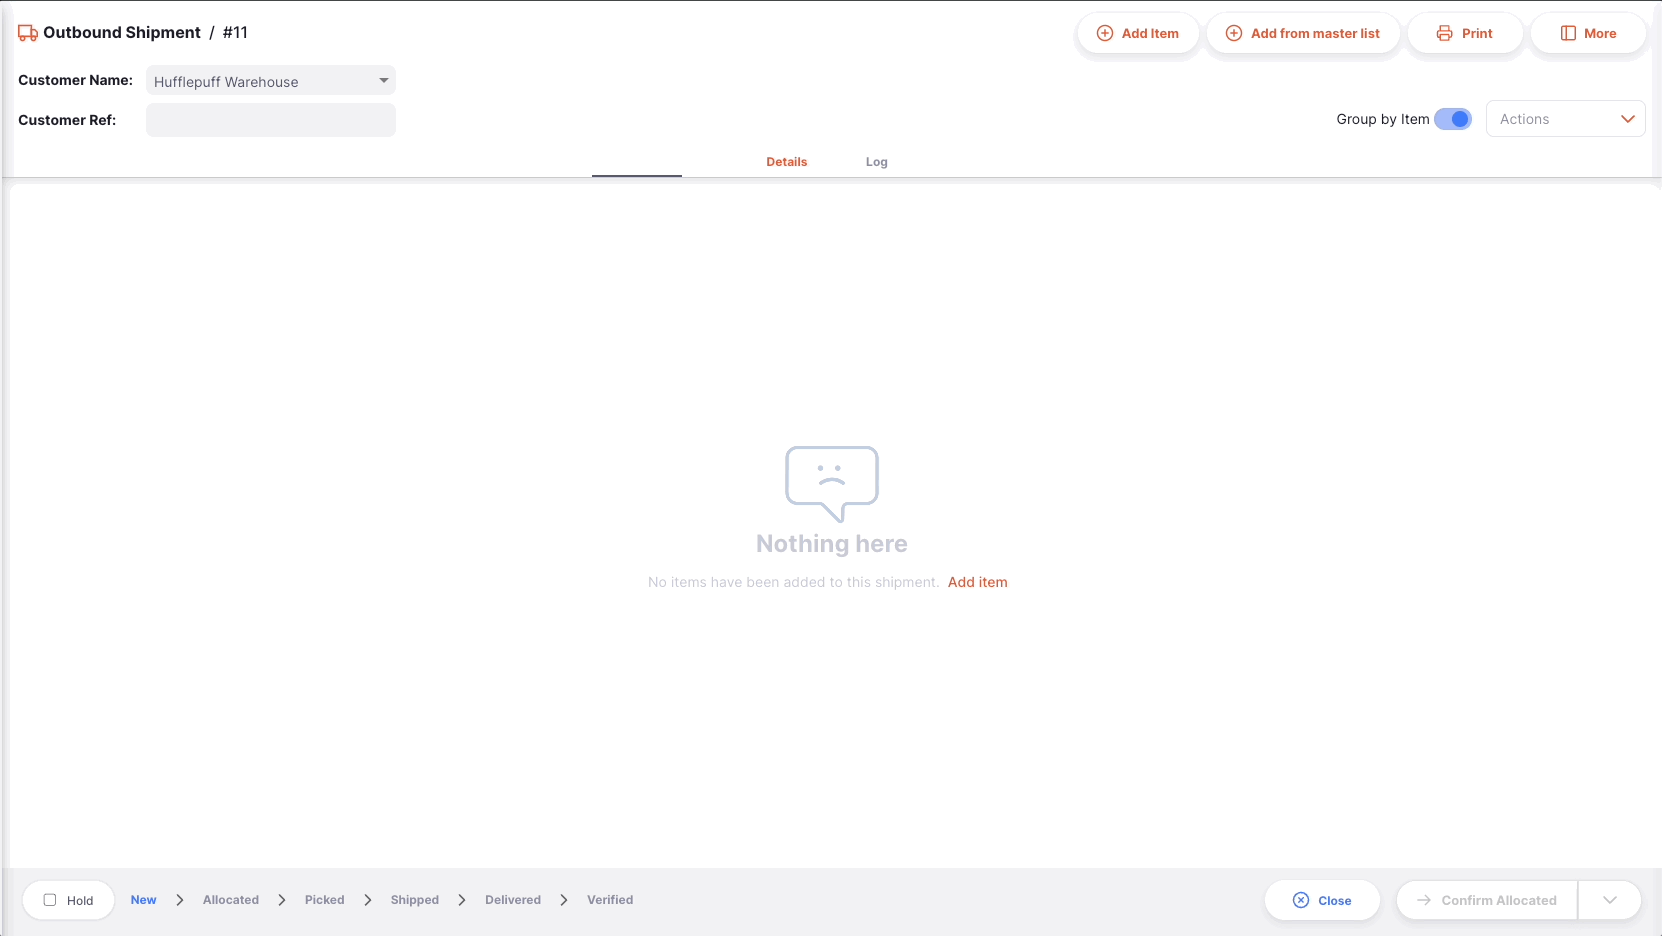 Outbound Shipment / #11
Add Item
Add from master list
Print
More
Customer Name: Hufflepuff Warehouse
Customer Ref:
Group by Item
Actions
Details
Log
Nothing here
No items have been added to this shipment. Add item
Hold
New
Allocated
Picked
Shipped
Delivered
Verified
Close
Confirm Allocated